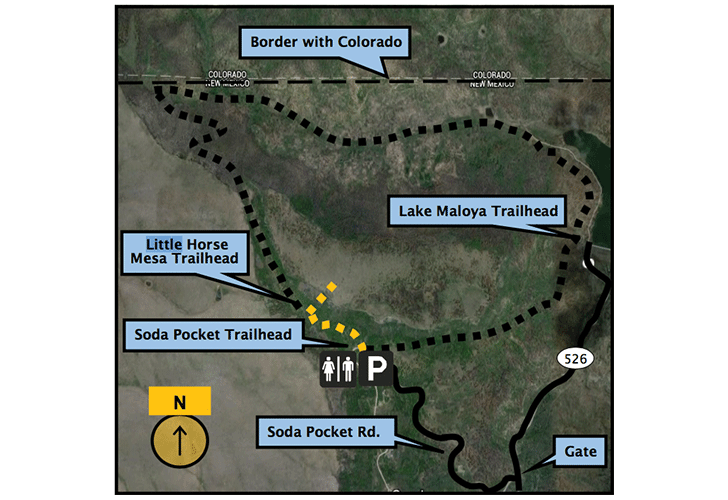 Border with Colorado
COLORADO
NEW MEXICO
COLORADO
NEW MEXICO
Lake Maloya Trailhead
Little Horse
Mesa Trailhead
Soda Pocket Trailhead
P
526
N
Soda Pocket Rd.
Gate